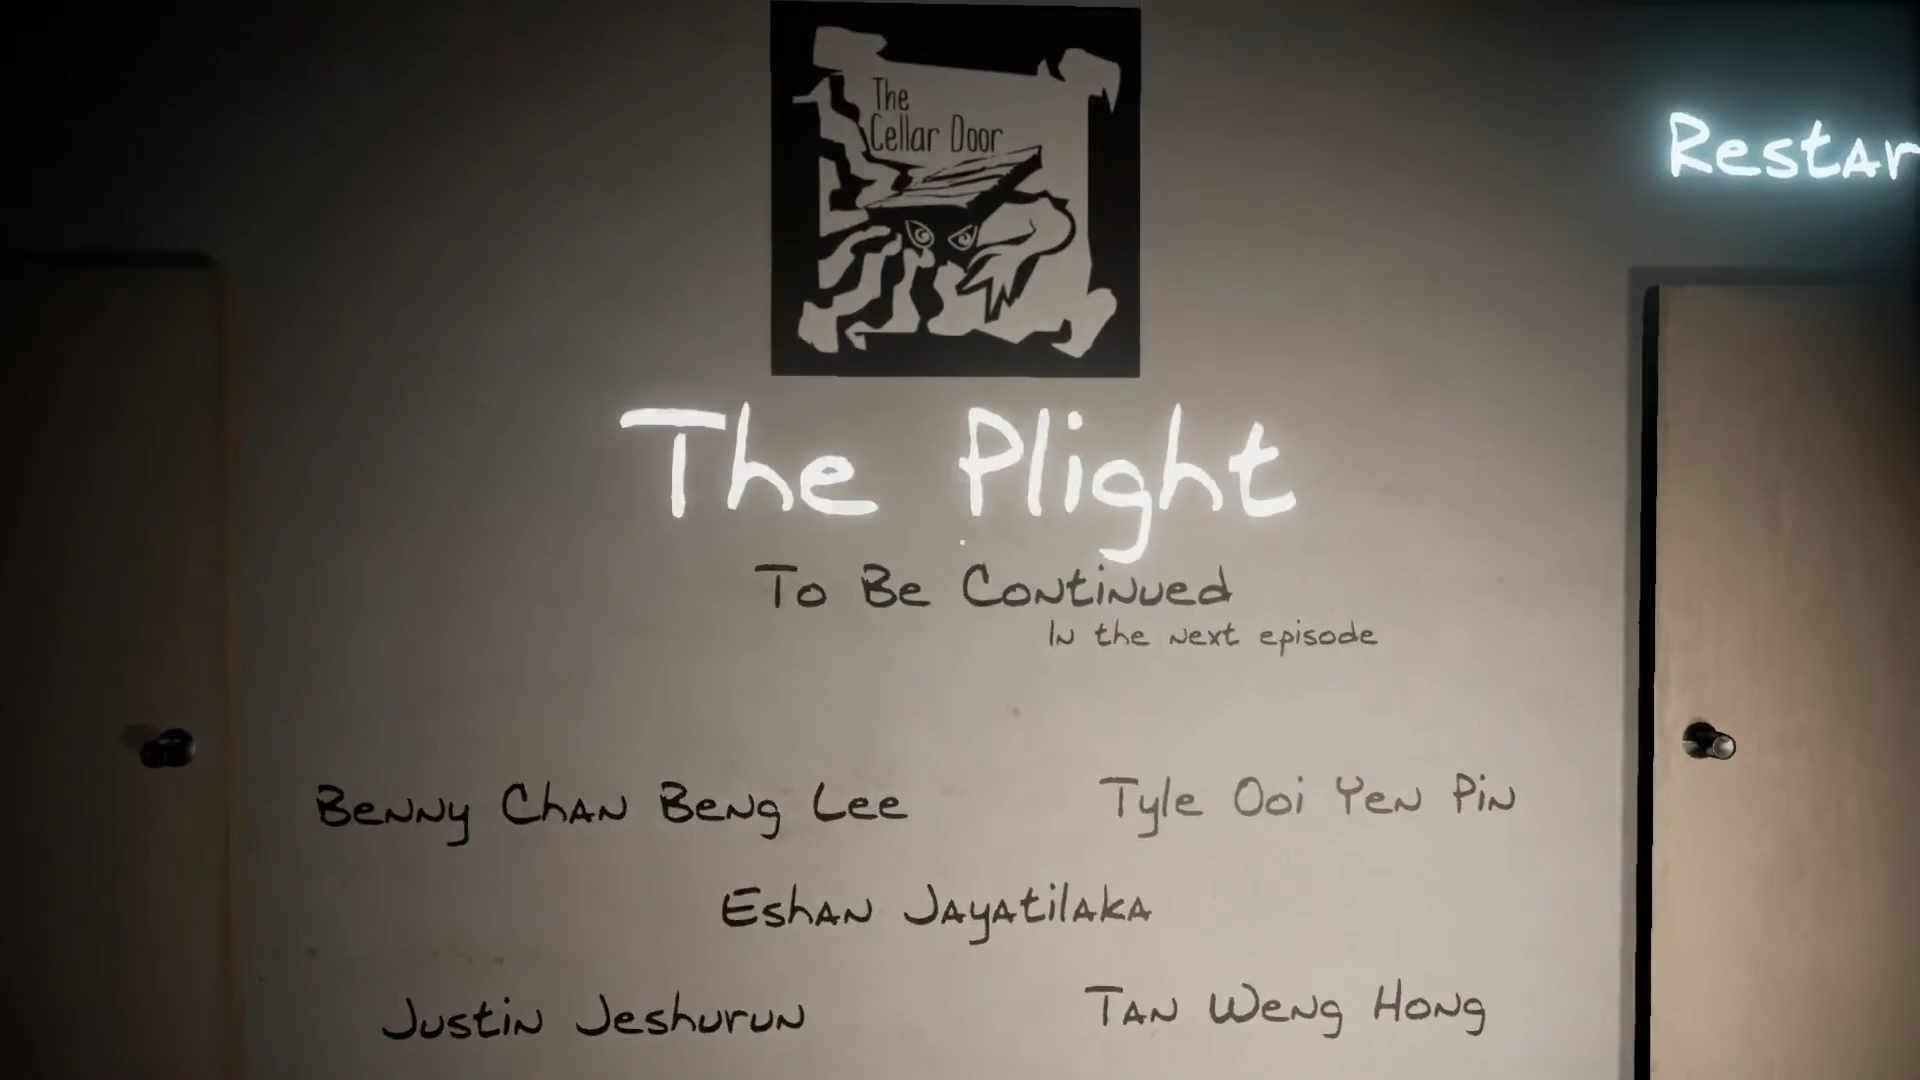 The
Cellar Door
Restar
The Plight
To Be Continued
In the next episode
Benny Chan Beng Lee
Tyle Ooi Yen Pin
Eshan Jayatilaka
Justin Jeshurun
Tan Weng Hong